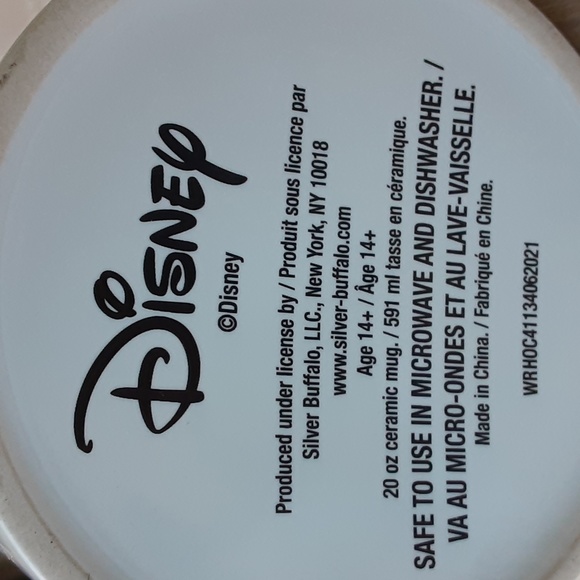 Disney
©Disney
Produced under license by / Produit sous licence par
Silver Buffalo, LLC., New York, NY 10018
www.silver-buffalo.com
Age 14+ / Âge 14+
20 oz ceramic mug. / 591 ml tasse en céramique.
SAFE TO USE IN MICROWAVE AND DISHWASHER. /
VA AU MICRO-ONDES ET AU LAVE-VAISSELLE.
Made in China. / Fabriqué en Chine.
WRH0C41134062021